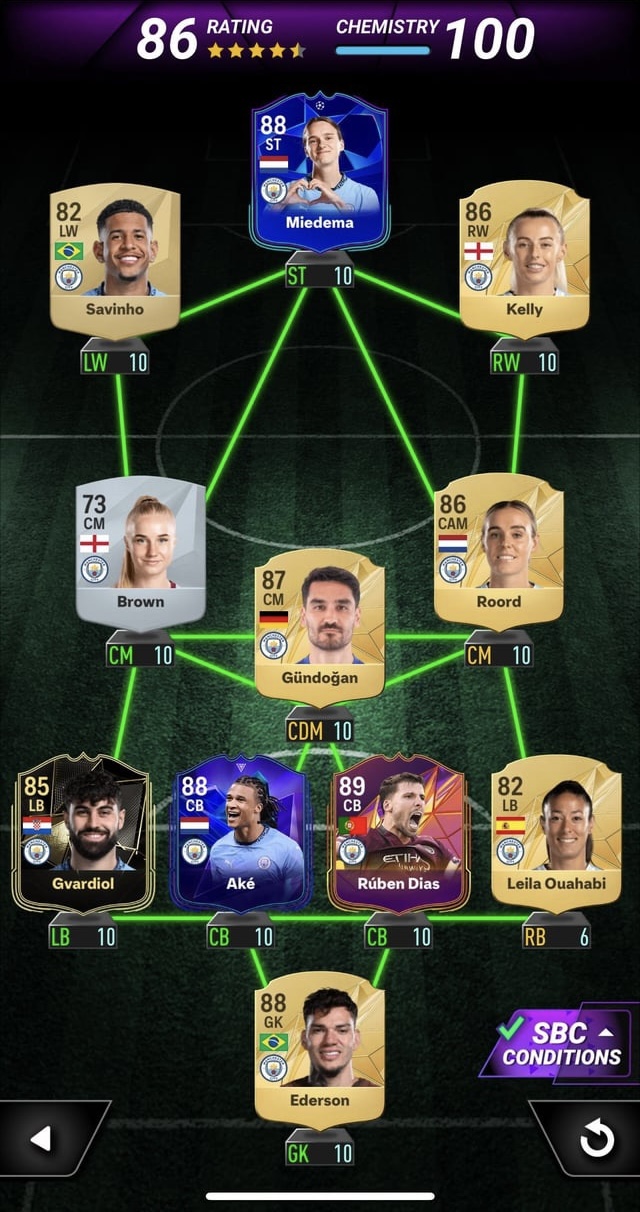 86 RATING CHEMISTRY 100
88
ST
Miedema
82
LW
Savinho
86
RW
Kelly
ST 10
LW 10
RW 10
73
CM
Brown
86
CAM
Roord
87
CM
Gündoğan
CM 10
CM 10
CDM 10
85
LB
Gvardiol
88
CB
Aké
89
CB
ETIHA
Rúben Dias
82
LB
Leila Ouahabi
LB 10
CB 10
CB 10
RB 6
88
GK
Ederson
SBC
CONDITIONS
GK 10